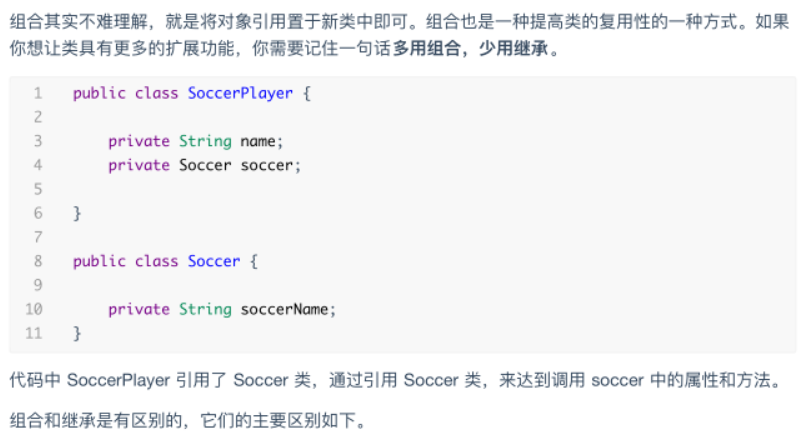 组合其实不难理解，就是将对象引用置于新类中即可。组合也是一种提高类的复用性的一种方式。如果
你想让类具有更多的扩展功能，你需要记住一句话多用组合，少用继承。
1 public class SoccerPlayer {
2
3     private String name;
4     private Soccer soccer;
5
6 }
7
8 public class Soccer {
9
10     private String soccerName;
11 }
代码中 SoccerPlayer 引用了 Soccer 类，通过引用 Soccer 类，来达到调用 soccer 中的属性和方法。
组合和继承是有区别的，它们的主要区别如下。